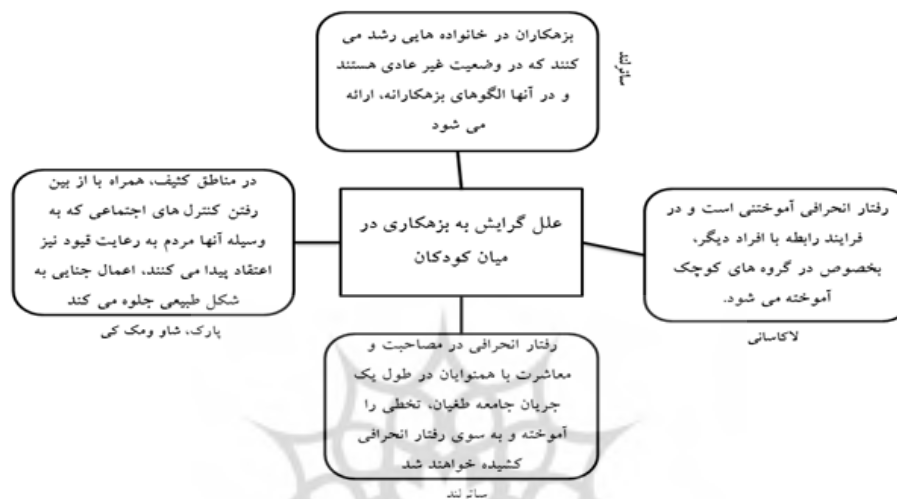 بزهکاران در خانواده هایی رشد می
کنند که در وضعیت غیر عادی هستند
و در آنها الگوهای بزهکارانه، ارائه
می شود
ساترلند
علل گرایش به بزهکاری در
میان کودکان
رفتار انحرافی آموختنی است و در
فرایند رابطه با افراد دیگر،
بخصوص در گروه های کوچک
آموخته می شود.
لاکاسانی
در مناطق کثیف، همراه با از بین
رفتن کنترل های اجتماعی که به
وسیله آنها مردم به رعایت قیود نیز
اعتقاد پیدا می کنند، اعمال جنایی به
شکل طبیعی جلوه می کند
پارک، شاو ومک کی
رفتار انحرافی در مصاحبت و
معاشرت با همنوایان در طول یک
جریان جامعه طغیان، تخطی را
آموخته و به سوی رفتار انحرافی
کشیده خواهند شد
ساترلند